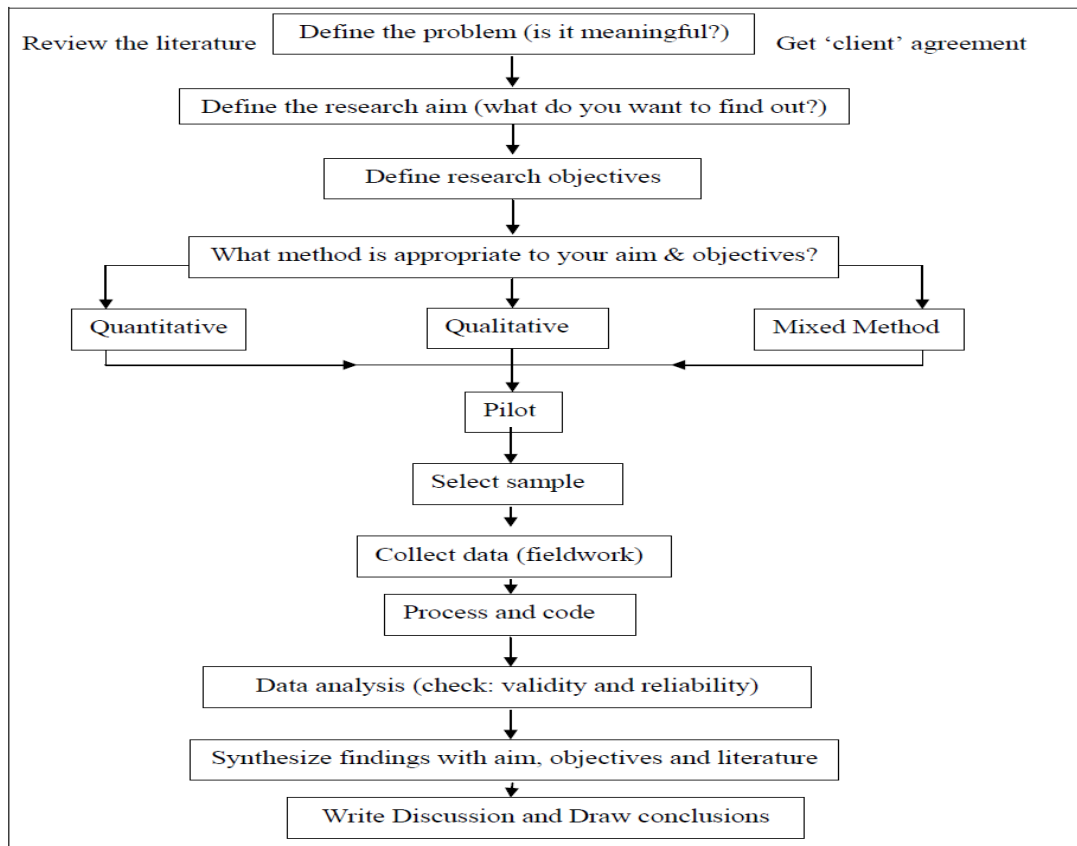 Review the literature
Define the problem (is it meaningful?)
Get ‘client’ agreement
Define the research aim (what do you want to find out?)
Define research objectives
What method is appropriate to your aim & objectives?
Quantitative
Qualitative
Mixed Method
Pilot
Select sample
Collect data (fieldwork)
Process and code
Data analysis (check: validity and reliability)
Synthesize findings with aim, objectives and literature
Write Discussion and Draw conclusions